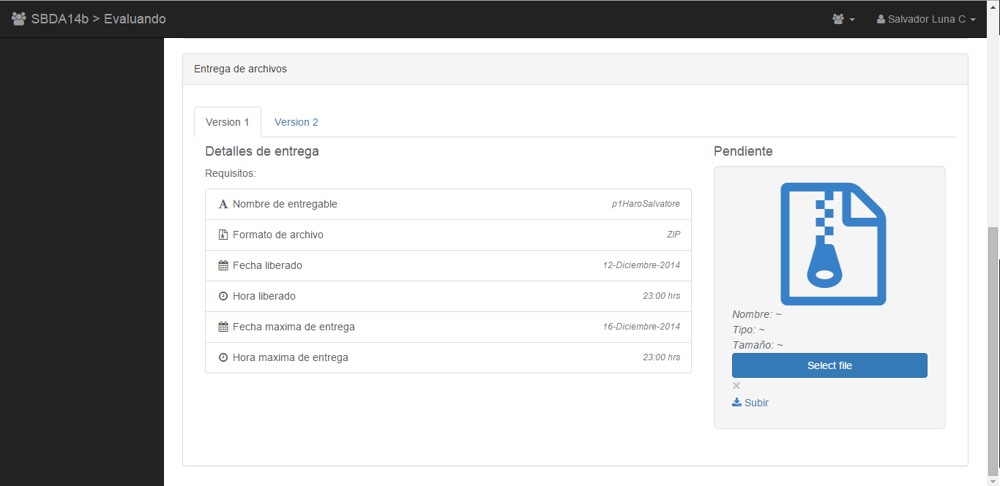 SBDA14b > Evaluando
Salvador Luna C
Entrega de archivos
Version 1
Version 2
Detalles de entrega
Requisitos:
Nombre de entregable p1HaroSalvatore
Formato de archivo ZIP
Fecha liberado 12-Diciembre-2014
Hora liberado 23:00 hrs
Fecha maxima de entrega 16-Diciembre-2014
Hora maxima de entrega 23:00 hrs
Pendiente
Nombre: ~
Tipo: ~
Tamaño: ~
Select file
Subir